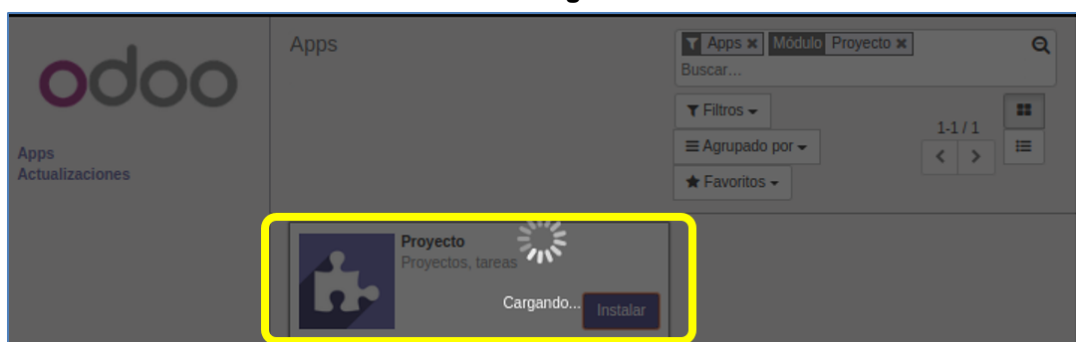 odoo
Apps
Actualizaciones
Apps
Apps × Módulo Proyecto ×
Buscar...
Filtros
Agrupado por
Favoritos
1-1 / 1
Proyecto
Proyectos, tareas
Cargando...
Instalar